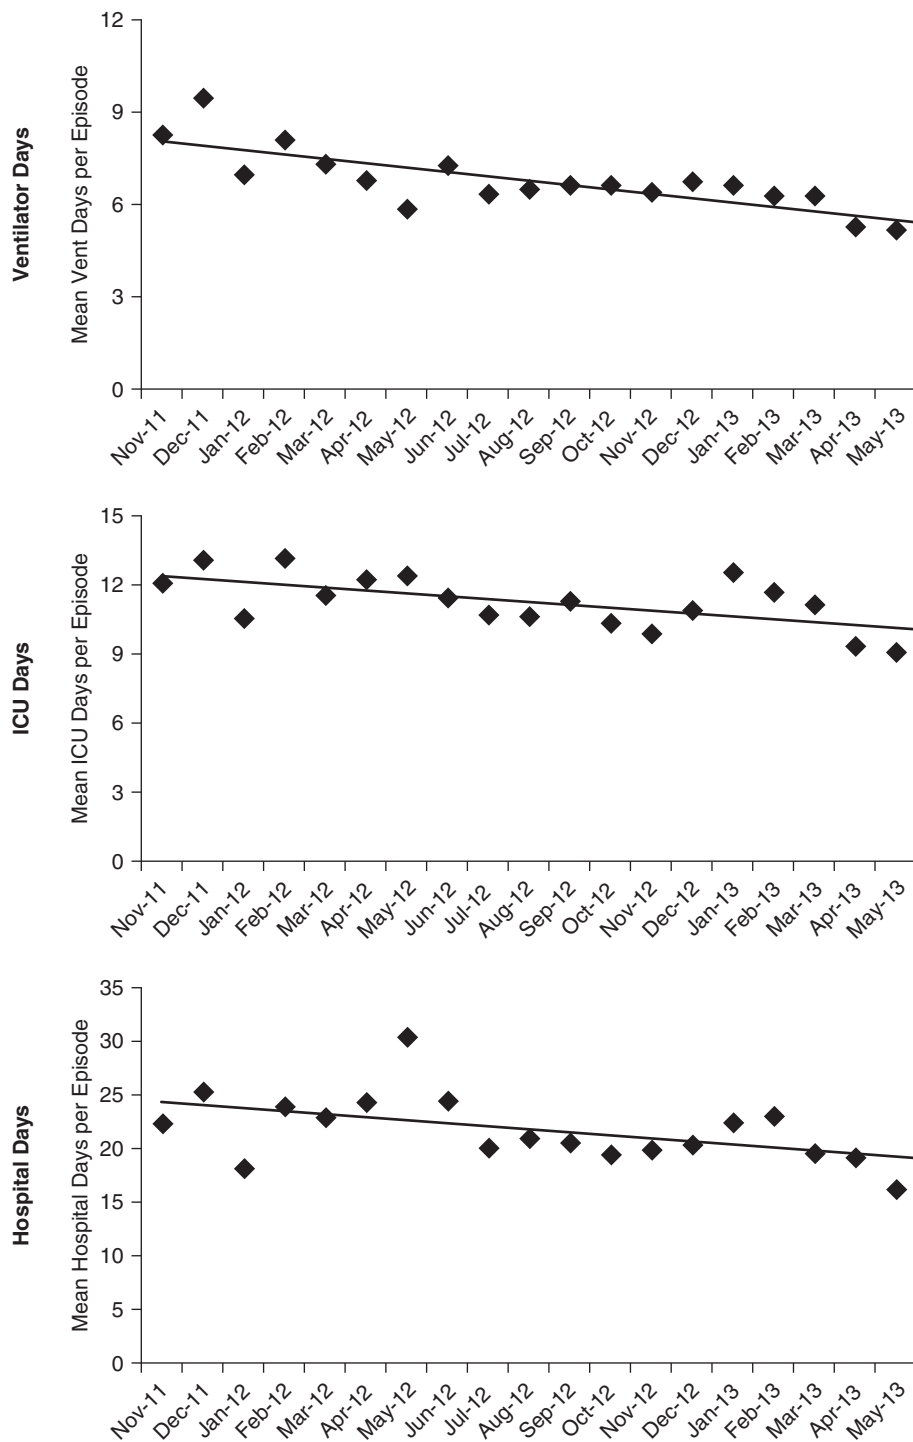 Ventilator Days
Mean Vent Days per Episode
12
9
6
3
0
Nov-11 Dec-11 Jan-12 Feb-12 Mar-12 Apr-12 May-12 Jun-12 Jul-12 Aug-12 Sep-12 Oct-12 Nov-12 Dec-12 Jan-13 Feb-13 Mar-13 Apr-13 May-13
ICU Days
Mean ICU Days per Episode
15
12
9
6
3
0
Nov-11 Dec-11 Jan-12 Feb-12 Mar-12 Apr-12 May-12 Jun-12 Jul-12 Aug-12 Sep-12 Oct-12 Nov-12 Dec-12 Jan-13 Feb-13 Mar-13 Apr-13 May-13
Hospital Days
Mean Hospital Days per Episode
35
30
25
20
15
10
5
0
Nov-11 Dec-11 Jan-12 Feb-12 Mar-12 Apr-12 May-12 Jun-12 Jul-12 Aug-12 Sep-12 Oct-12 Nov-12 Dec-12 Jan-13 Feb-13 Mar-13 Apr-13 May-13